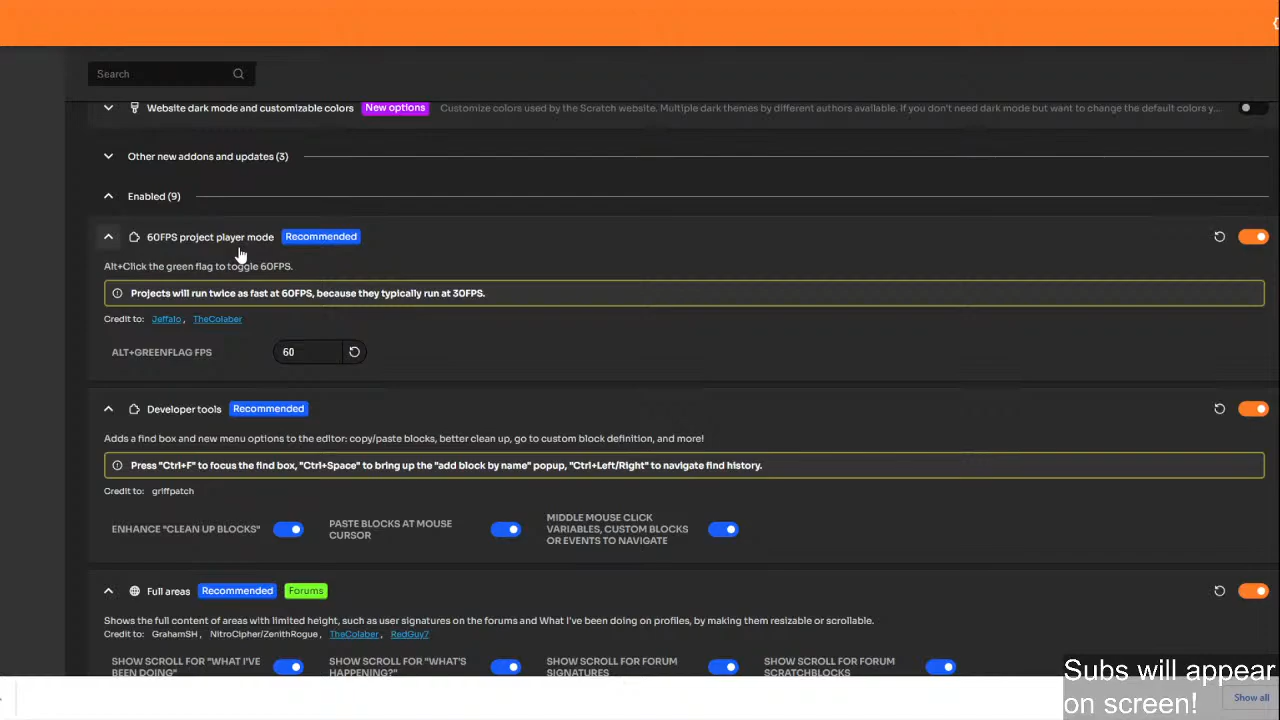 Search
Website dark mode and customizable colors New options Customize colors used by the Scratch website. Multiple dark themes by different authors available. If you don't need dark mode but want to change the default colors y...
Other new addons and updates (3)
Enabled (9)
60FPS project player mode Recommended
Alt+Click the green flag to toggle 60FPS.
Projects will run twice as fast at 60FPS, because they typically run at 30FPS.
Credit to: Jeffalo, TheColaber
ALT+GREENFLAG FPS 60
Developer tools Recommended
Adds a find box and new menu options to the editor: copy/paste blocks, better clean up, go to custom block definition, and more!
Press "Ctrl+F" to focus the find box, "Ctrl+Space" to bring up the "add block by name" popup, "Ctrl+Left/Right" to navigate find history.
Credit to: griffpatch
ENHANCE "CLEAN UP BLOCKS"
PASTE BLOCKS AT MOUSE
CURSOR
MIDDLE MOUSE CLICK
VARIABLES, CUSTOM BLOCKS
OR EVENTS TO NAVIGATE
Full areas Recommended Forums
Shows the full content of areas with limited height, such as user signatures on the forums and What I've been doing on profiles, by making them resizable or scrollable.
Credit to: GrahamSH, NitroCipher/ZenithRogue, TheColaber, RedGuy7
SHOW SCROLL FOR "WHAT I'VE
BEEN DOING"
SHOW SCROLL FOR "WHAT'S
HAPPENING?"
SHOW SCROLL FOR FORUM
SIGNATURES
SHOW SCROLL FOR FORUM
SCRATCHBLOCKS
Subs will appear
on screen!
Show all